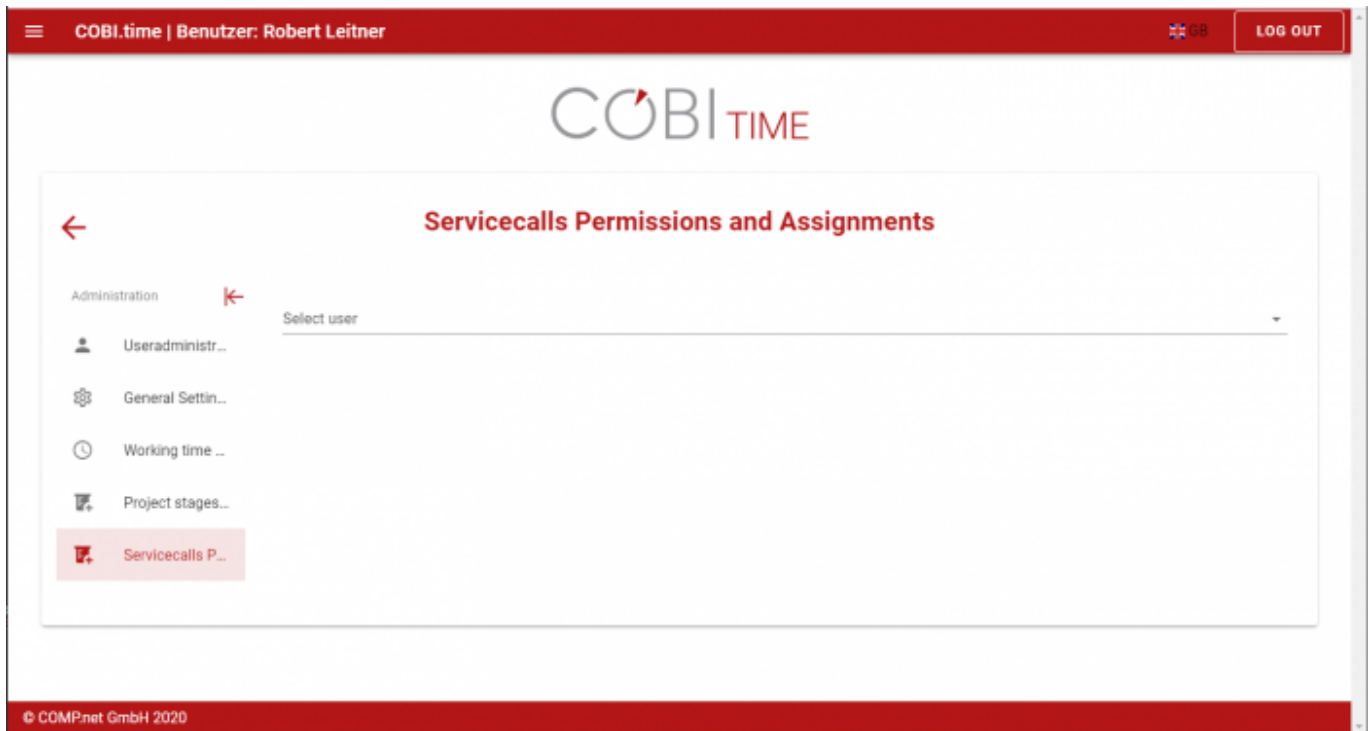 COBI.time | Benutzer: Robert Leitner
GB
LOG OUT
COBI TIME
Servicecalls Permissions and Assignments
Administration
Select user
Useradministr...
General Settin...
Working time ...
Project stages...
Servicecalls P...
© COMP.net GmbH 2020